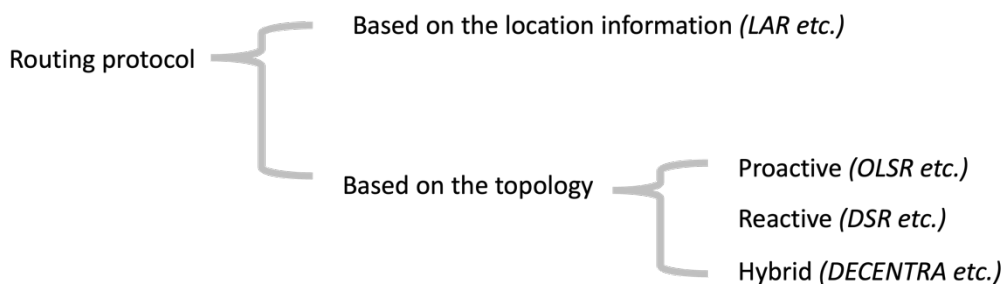 Based on the location information (LAR etc.)
Routing protocol
Proactive (OLSR etc.)
Based on the topology
Reactive (DSR etc.)
Hybrid (DECENTRA etc.)